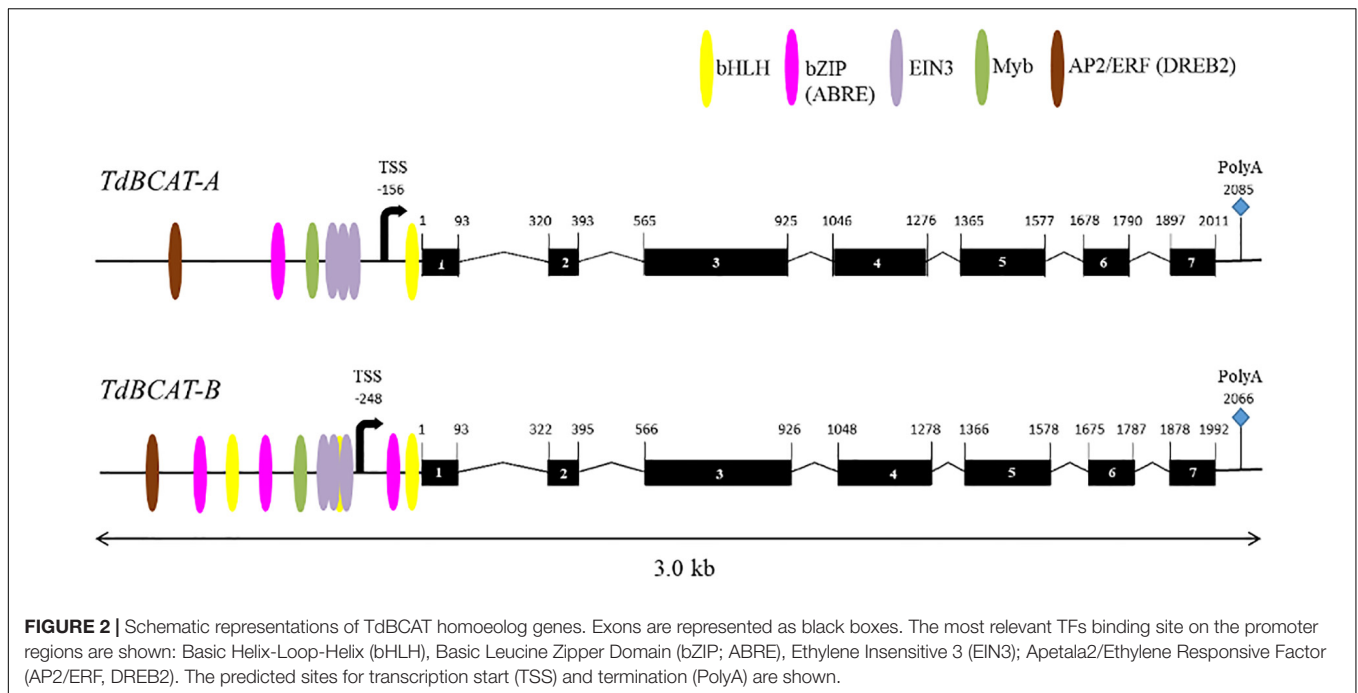 bHLH
bZIP
(ABRE)
EIN3
Myb
AP2/ERF (DREB2)
TdBCAT-A
TSS
-156
PolyA
2085
1 93 320 393 565 925 1046 1276 1365 1577 1678 1790 1897 2011
1 2 3 4 5 6 7
TdBCAT-B
TSS
-248
PolyA
2066
1 93 322 395 566 926 1048 1278 1366 1578 1675 1787 1878 1992
1 2 3 4 5 6 7
3.0 kb
FIGURE 2 | Schematic representations of TdBCAT homoeolog genes. Exons are represented as black boxes. The most relevant TFs binding site on the promoter
regions are shown: Basic Helix-Loop-Helix (bHLH), Basic Leucine Zipper Domain (bZIP; ABRE), Ethylene Insensitive 3 (EIN3); Apetala2/Ethylene Responsive Factor
(AP2/ERF, DREB2). The predicted sites for transcription start (TSS) and termination (PolyA) are shown.